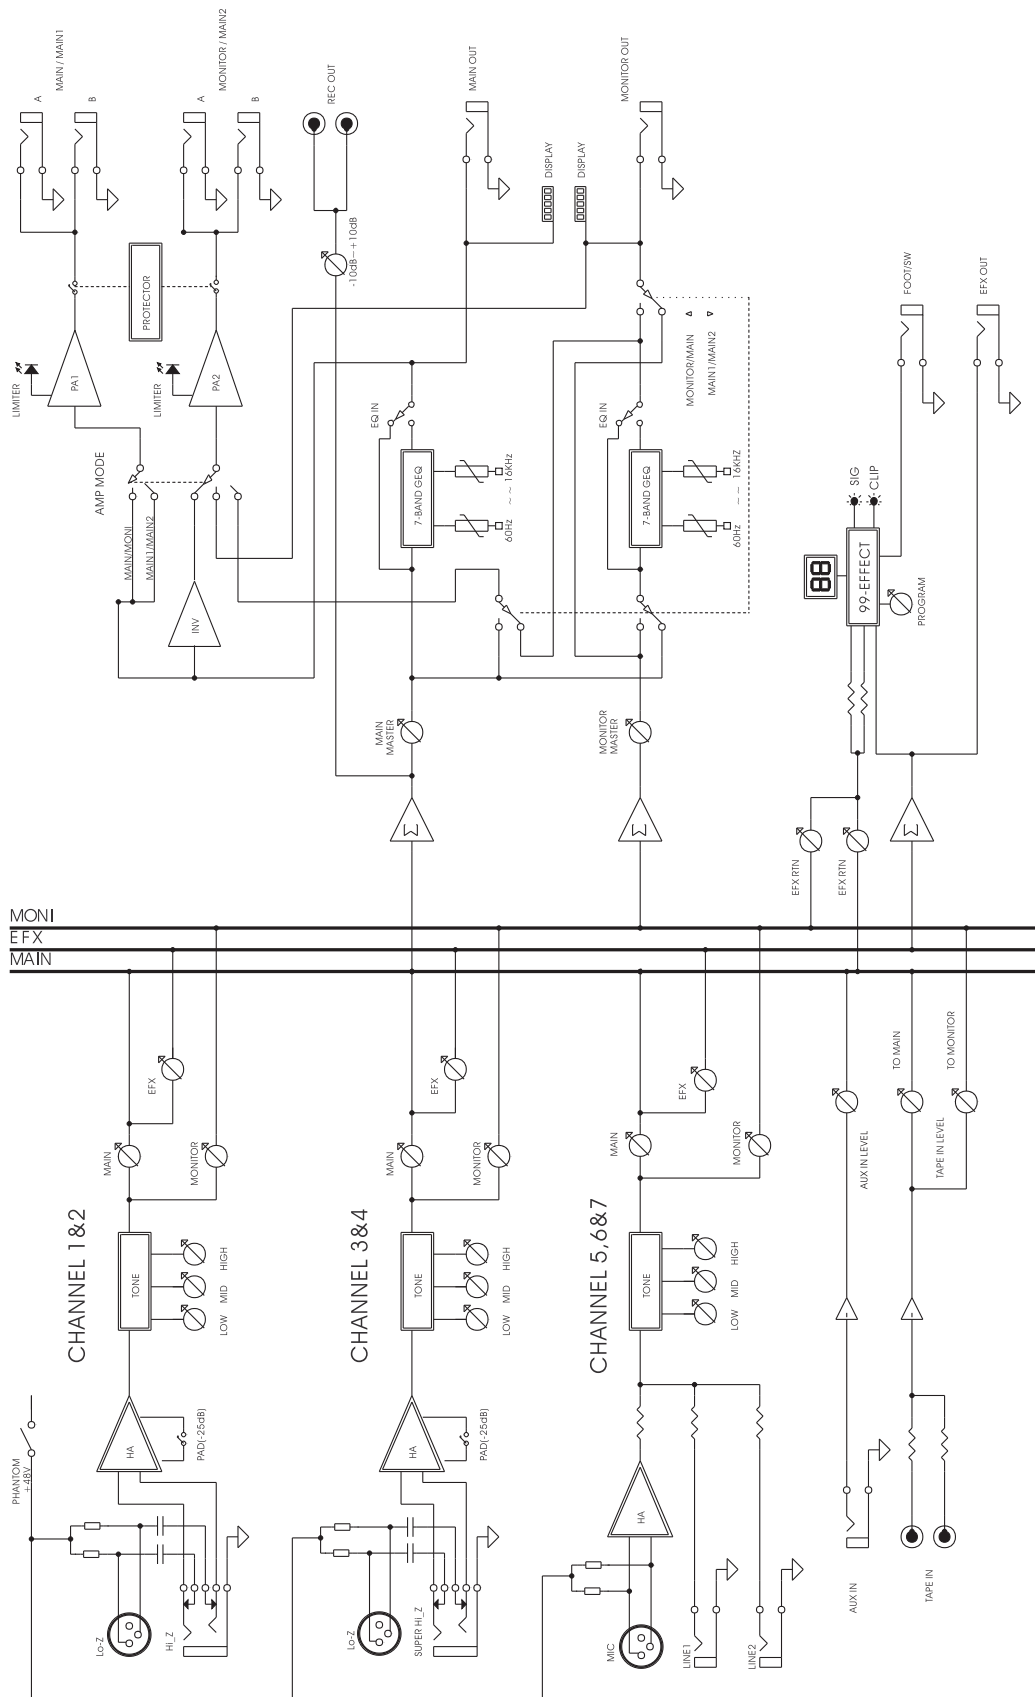 MAIN / MAIN1
A
B
MONITOR / MAIN2
A
B
REC OUT
MAIN OUT
MONITOR OUT
DISPLAY
DISPLAY
-10dB—+10dB
PROTECTOR
LIMITER
PA1
LIMITER
PA2
FOOT/SW
EFX OUT
MONITOR/MAIN
MAIN1/MAIN2
EQ IN
EQ IN
AMP MODE
MAIN/MONI
MAIN1/MAIN2
7-BAND GEQ
60Hz ~ ~ 16KHz
7-BAND GEQ
60Hz — — 16KHz
SIG
CLIP
88
99-EFFECT
PROGRAM
INV
MAIN
MASTER
MONITOR
MASTER
Σ
Σ
Σ
EFX RTN
EFX RTN
MONI
EFX
MAIN
EFX
EFX
EFX
MAIN
MONITOR
MAIN
MONITOR
MAIN
MONITOR
AUX IN LEVEL
TO MAIN
TAPE IN LEVEL
TO MONITOR
CHANNEL 1&2
TONE
LOW
MID
HIGH
CHANNEL 3&4
TONE
LOW
MID
HIGH
CHANNEL 5,6&7
TONE
LOW
MID
HIGH
PHANTOM
+48V
HA
PAD(-25dB)
HA
PAD(-25dB)
HA
-
-
Lo-Z
Hi_Z
Lo-Z
SUPER Hi_Z
MIC
LINE1
LINE2
AUX IN
TAPE IN